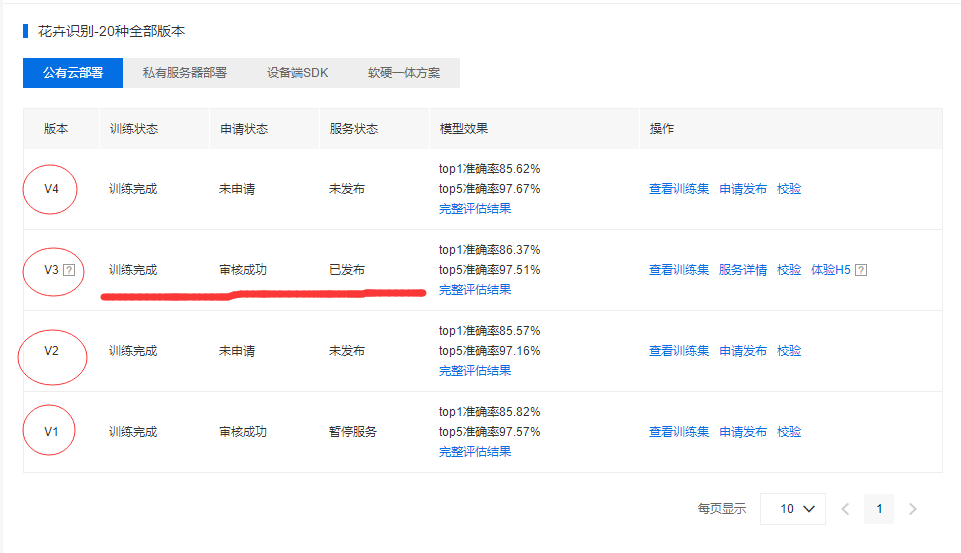 花卉识别-20种全部版本
公有云部署 私有服务器部署 设备端SDK 软硬一体方案
版本 训练状态 申请状态 服务状态 模型效果 操作
top1准确率85.62%
V4 训练完成 未申请 未发布 top5准确率97.67% 查看训练集 申请发布 校验
完整评估结果
top1准确率86.37%
V3 ? 训练完成 审核成功 已发布 top5准确率97.51% 查看训练集 服务详情 校验 体验H5 ?
完整评估结果
top1准确率85.57%
V2 训练完成 未申请 未发布 top5准确率97.16% 查看训练集 申请发布 校验
完整评估结果
top1准确率85.82%
V1 训练完成 审核成功 暂停服务 top5准确率97.57% 查看训练集 申请发布 校验
完整评估结果
每页显示 10 1